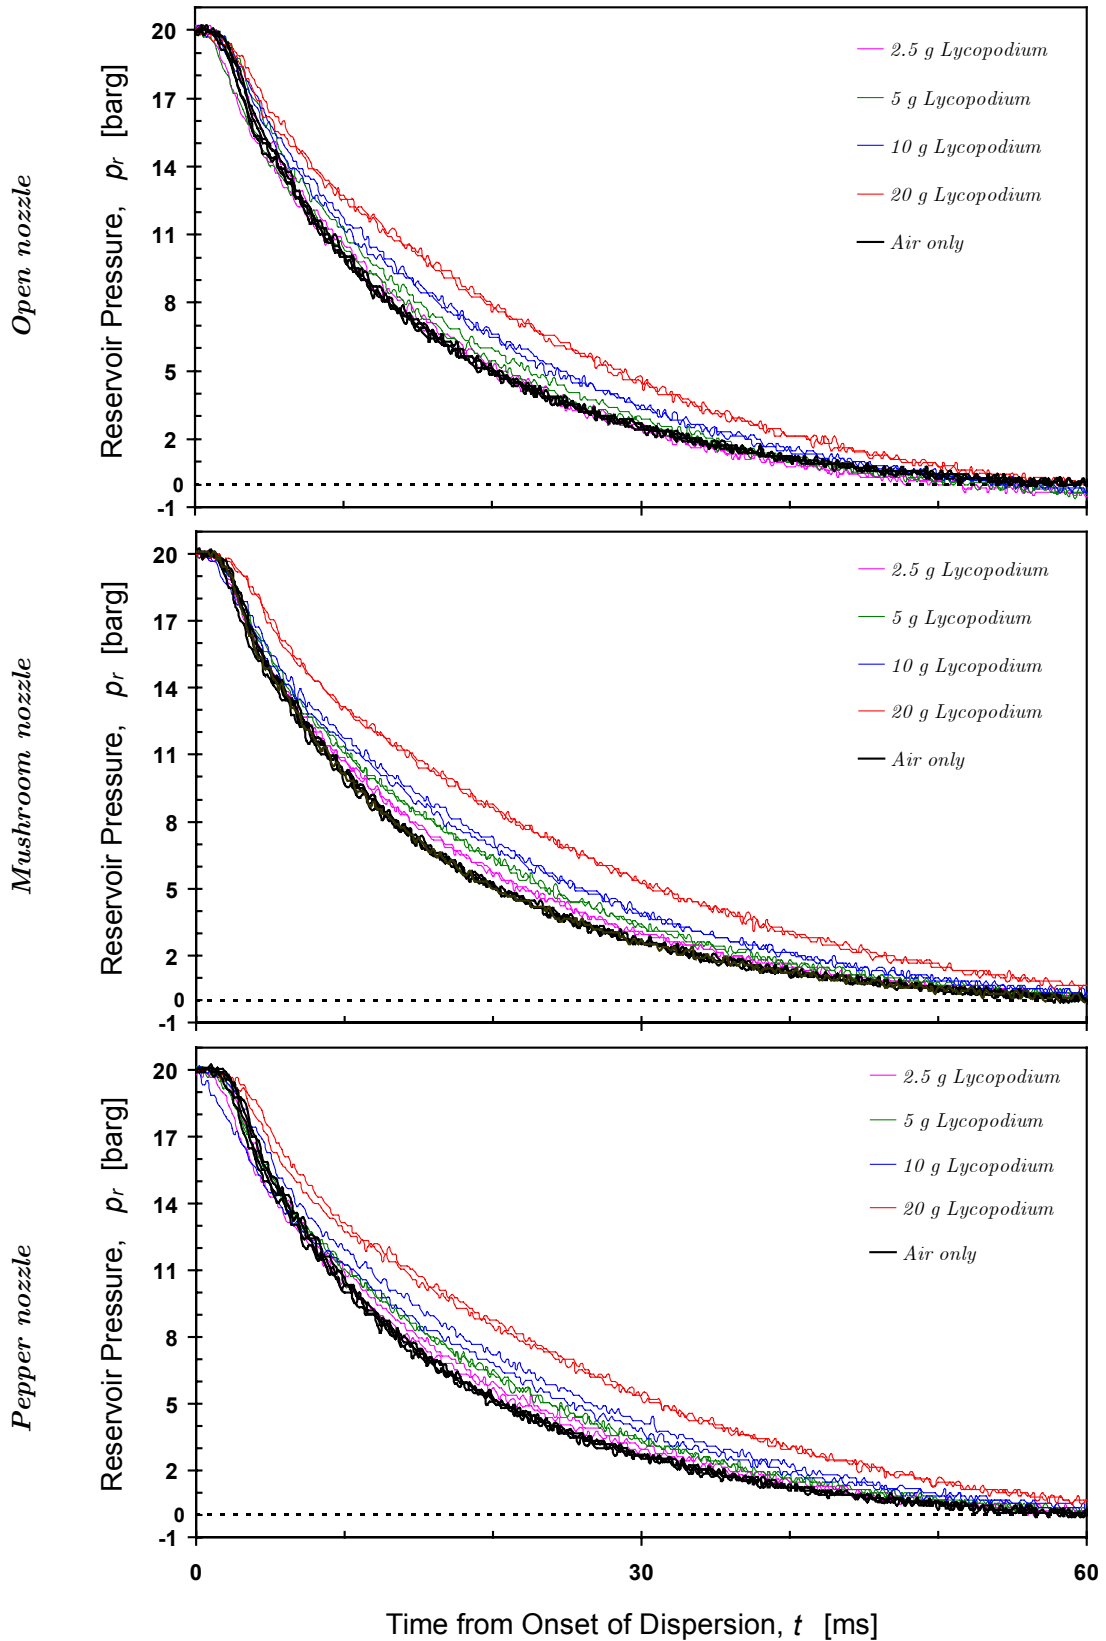 Open nozzle
Reservoir Pressure, pr [barg]
20
17
14
11
8
5
2
0
-1
2.5 g Lycopodium
5 g Lycopodium
10 g Lycopodium
20 g Lycopodium
Air only
Mushroom nozzle
Reservoir Pressure, pr [barg]
20
17
14
11
8
5
2
0
-1
2.5 g Lycopodium
5 g Lycopodium
10 g Lycopodium
20 g Lycopodium
Air only
Pepper nozzle
Reservoir Pressure, pr [barg]
20
17
14
11
8
5
2
0
-1
2.5 g Lycopodium
5 g Lycopodium
10 g Lycopodium
20 g Lycopodium
Air only
0 30 60
Time from Onset of Dispersion, t [ms]